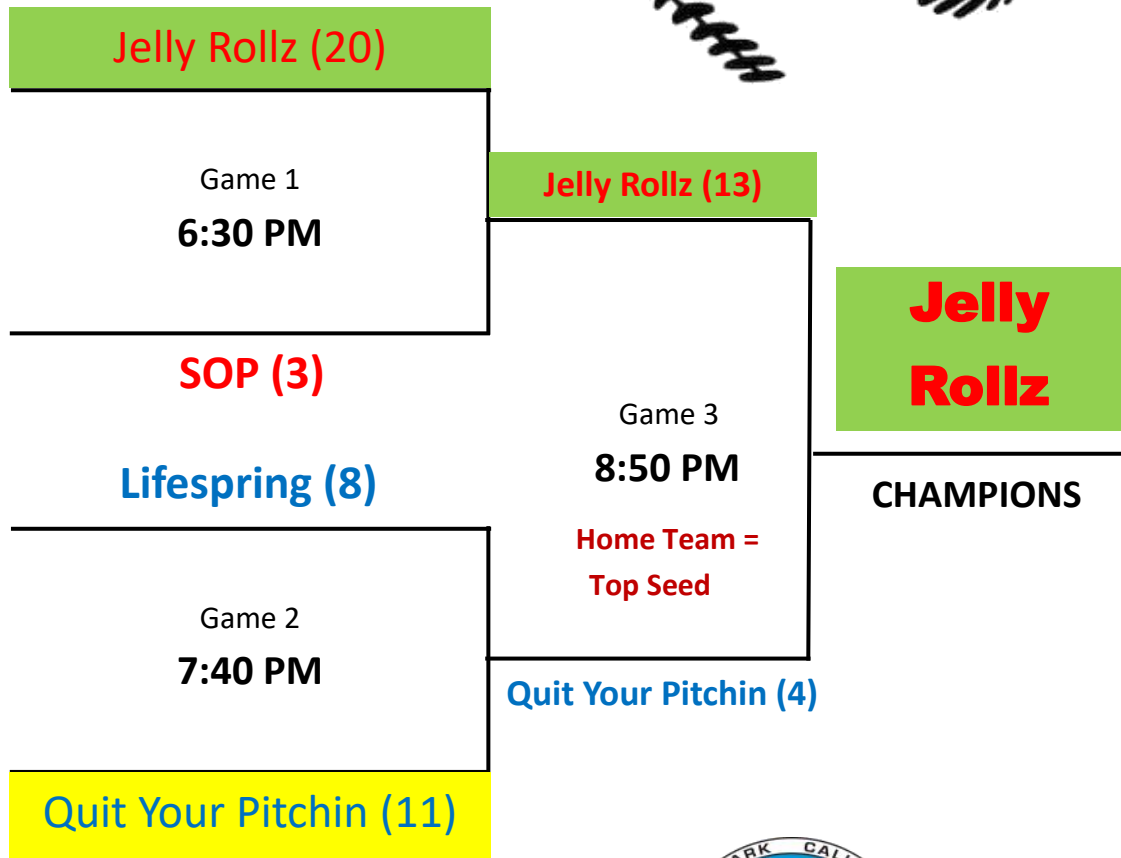 Jelly Rollz (20)
Game 1
6:30 PM
Jelly Rollz (13)
SOP (3)
Jelly
Rollz
CHAMPIONS
Game 3
8:50 PM
Home Team =
Top Seed
Lifespring (8)
Game 2
7:40 PM
Quit Your Pitchin (4)
Quit Your Pitchin (11)